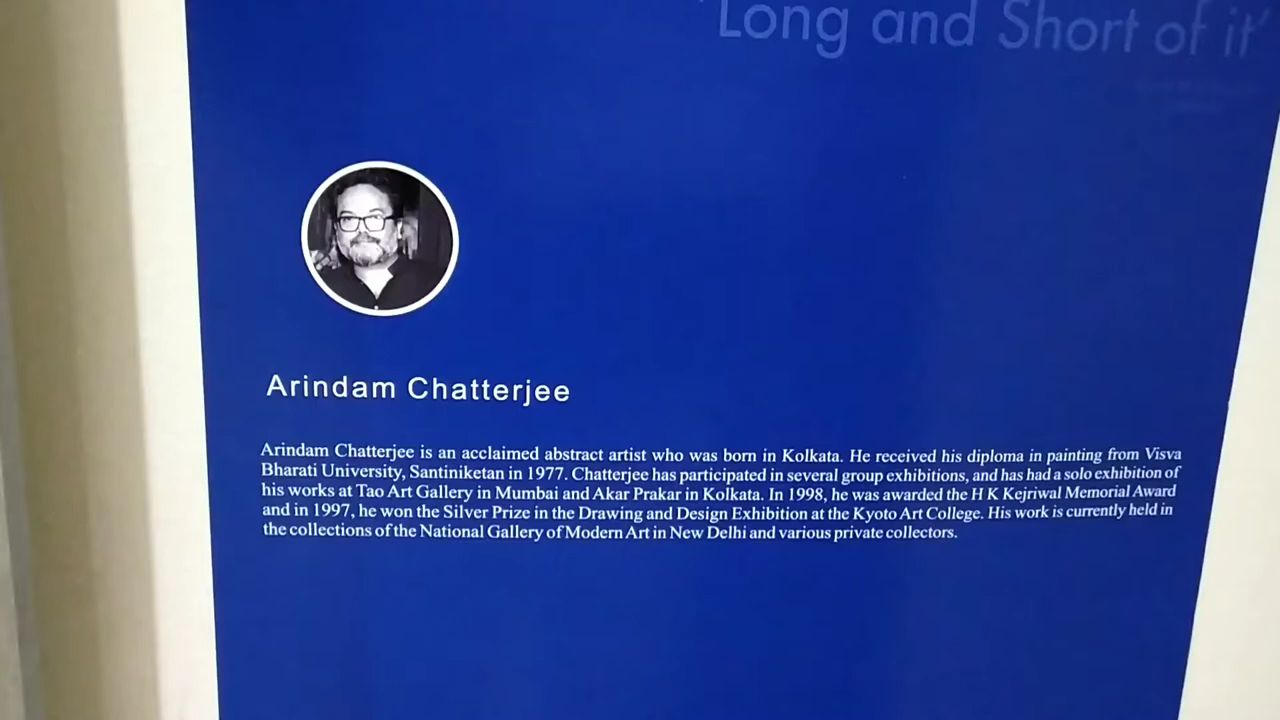 'Long and Short of it'
Arindam Chatterjee
Arindam Chatterjee is an acclaimed abstract artist who was born in Kolkata. He received his diploma in painting from Visva
Bharati University, Santiniketan in 1977. Chatterjee has participated in several group exhibitions, and has had a solo exhibition of
his works at Tao Art Gallery in Mumbai and Akar Prakar in Kolkata. In 1998, he was awarded the H K Kejriwal Memorial Award
and in 1997, he won the Silver Prize in the Drawing and Design Exhibition at the Kyoto Art College. His work is currently held in
the collections of the National Gallery of Modern Art in New Delhi and various private collectors.